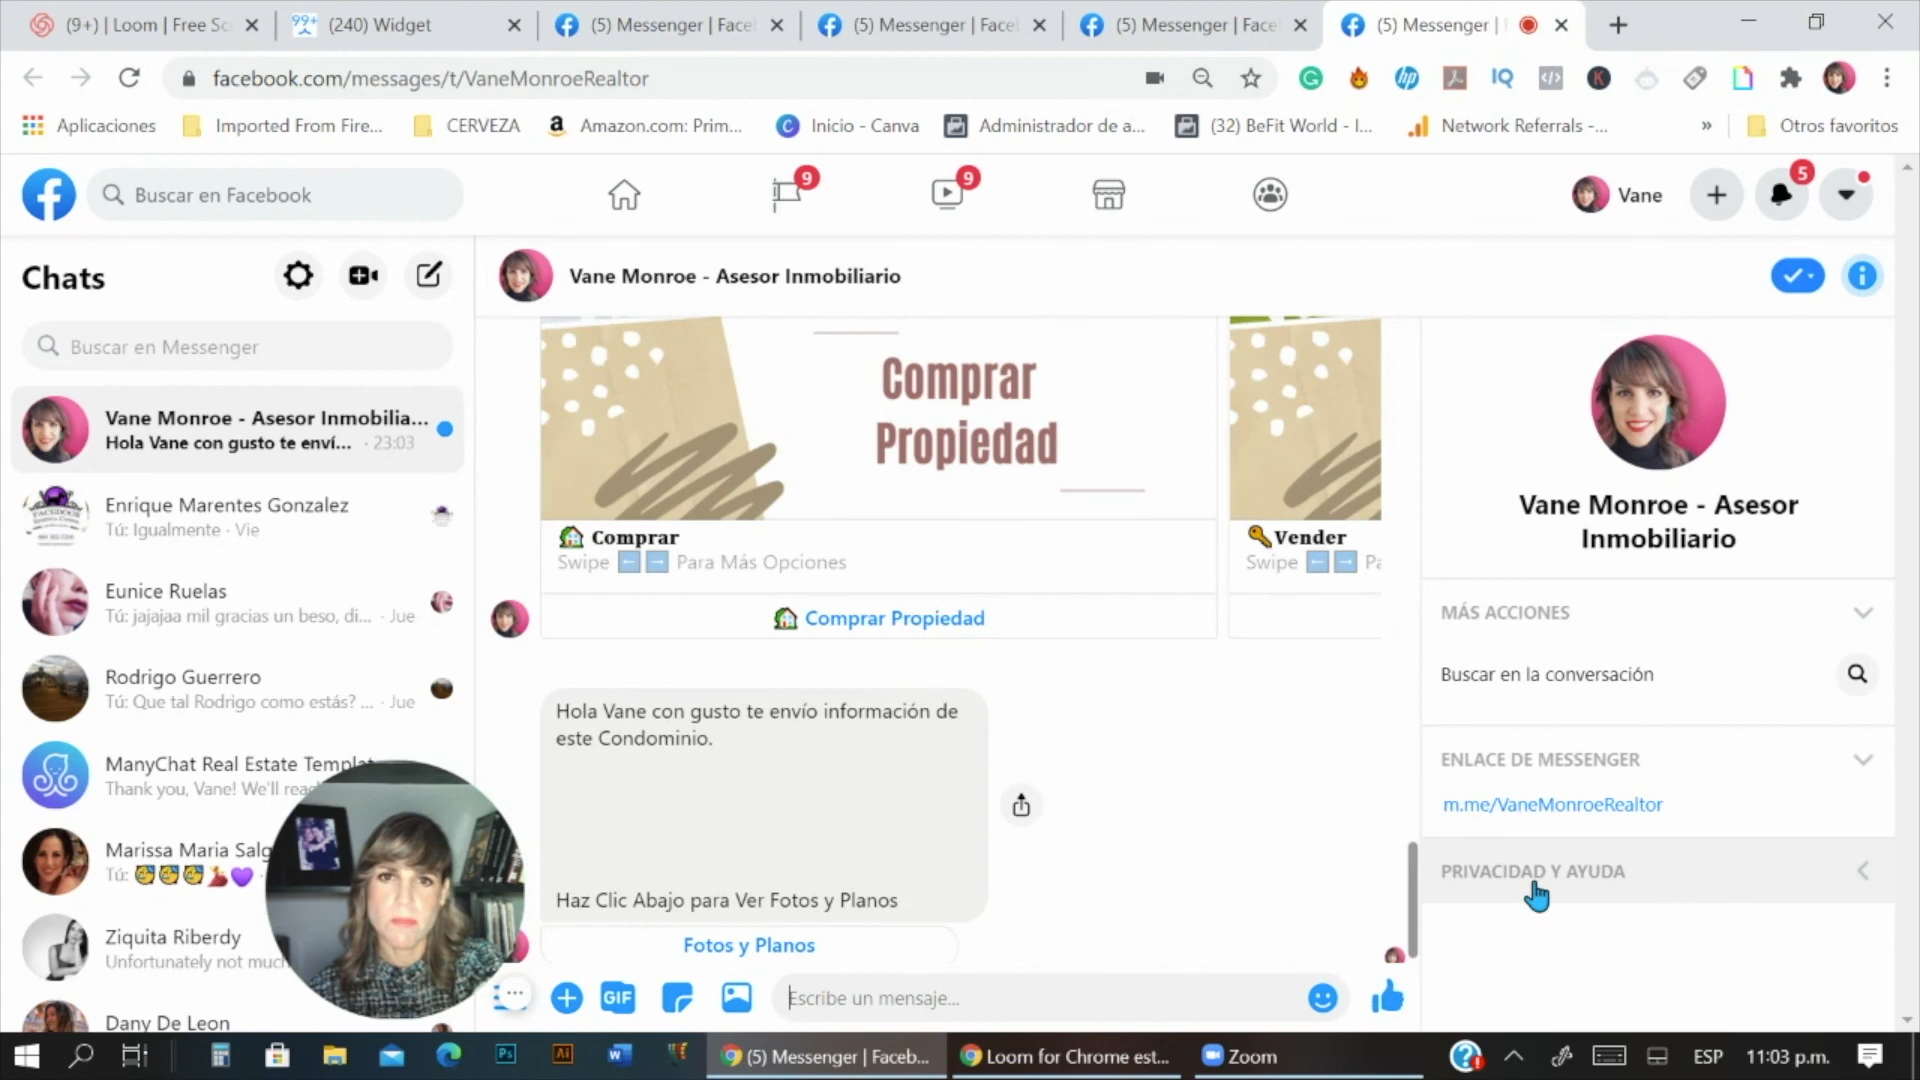 (9+) | Loom | Free Sc
99+
(240) Widget
(5) Messenger | Face
(5) Messenger | Face
(5) Messenger | Face
(5) Messenger |
facebook.com/messages/t/VaneMonroeRealtor
Aplicaciones
Imported From Fire...
CERVEZA
Amazon.com: Prim...
Inicio - Canva
Administrador de a...
(32) BeFit World - I...
Network Referrals -...
Otros favoritos
Buscar en Facebook
9
9
Vane
5
Chats
Vane Monroe - Asesor Inmobiliario
Buscar en Messenger
Vane Monroe - Asesor Inmobilia...
Hola Vane con gusto te enví... · 23:03
Enrique Marentes Gonzalez
Tú: Igualmente · Vie
Eunice Ruelas
Tú: jajajaa mil gracias un beso, di... · Jue
Rodrigo Guerrero
Tú: Que tal Rodrigo como estás? ... · Jue
ManyChat Real Estate Templat
Thank you, Vane! We'll rea
Marissa Maria Salg
Tú: 🥳🥳🥳💃💜
Ziquita Riberdy
Unfortunately not muc
Dany De Leon
Comprar
Propiedad
🏡 Comprar
Swipe ⬅️ ➡️ Para Más Opciones
🏡 Comprar Propiedad
🔑Vender
Swipe ⬅️ ➡️ Pa
Hola Vane con gusto te envío información de
este Condominio.
Haz Clic Abajo para Ver Fotos y Planos
Fotos y Planos
GIF
Escribe un mensaje...
Vane Monroe - Asesor
Inmobiliario
MÁS ACCIONES
Buscar en la conversación
ENLACE DE MESSENGER
m.me/VaneMonroeRealtor
PRIVACIDAD Y AYUDA
(5) Messenger | Faceb...
Loom for Chrome est...
Zoom
ESP
11:03 p.m.